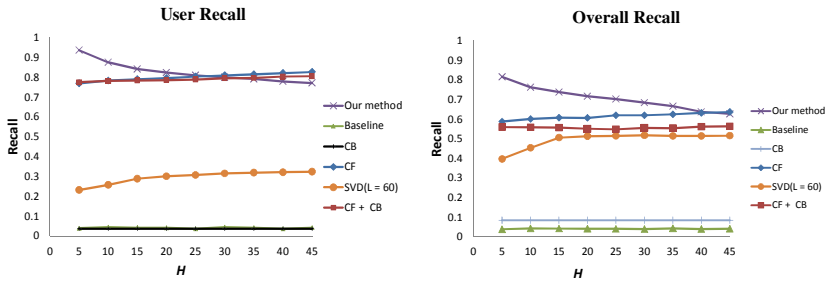 User Recall
1
0.9
0.8
0.7
0.6
0.5
0.4
0.3
0.2
0.1
0
Recall
0 5 10 15 20 25 30 35 40 45
H
Our method
Baseline
CB
CF
SVD(L = 60)
CF + CB
Overall Recall
1
0.9
0.8
0.7
0.6
0.5
0.4
0.3
0.2
0.1
0
Recall
0 5 10 15 20 25 30 35 40 45
H
Our method
Baseline
CB
CF
SVD(L = 60)
CF + CB